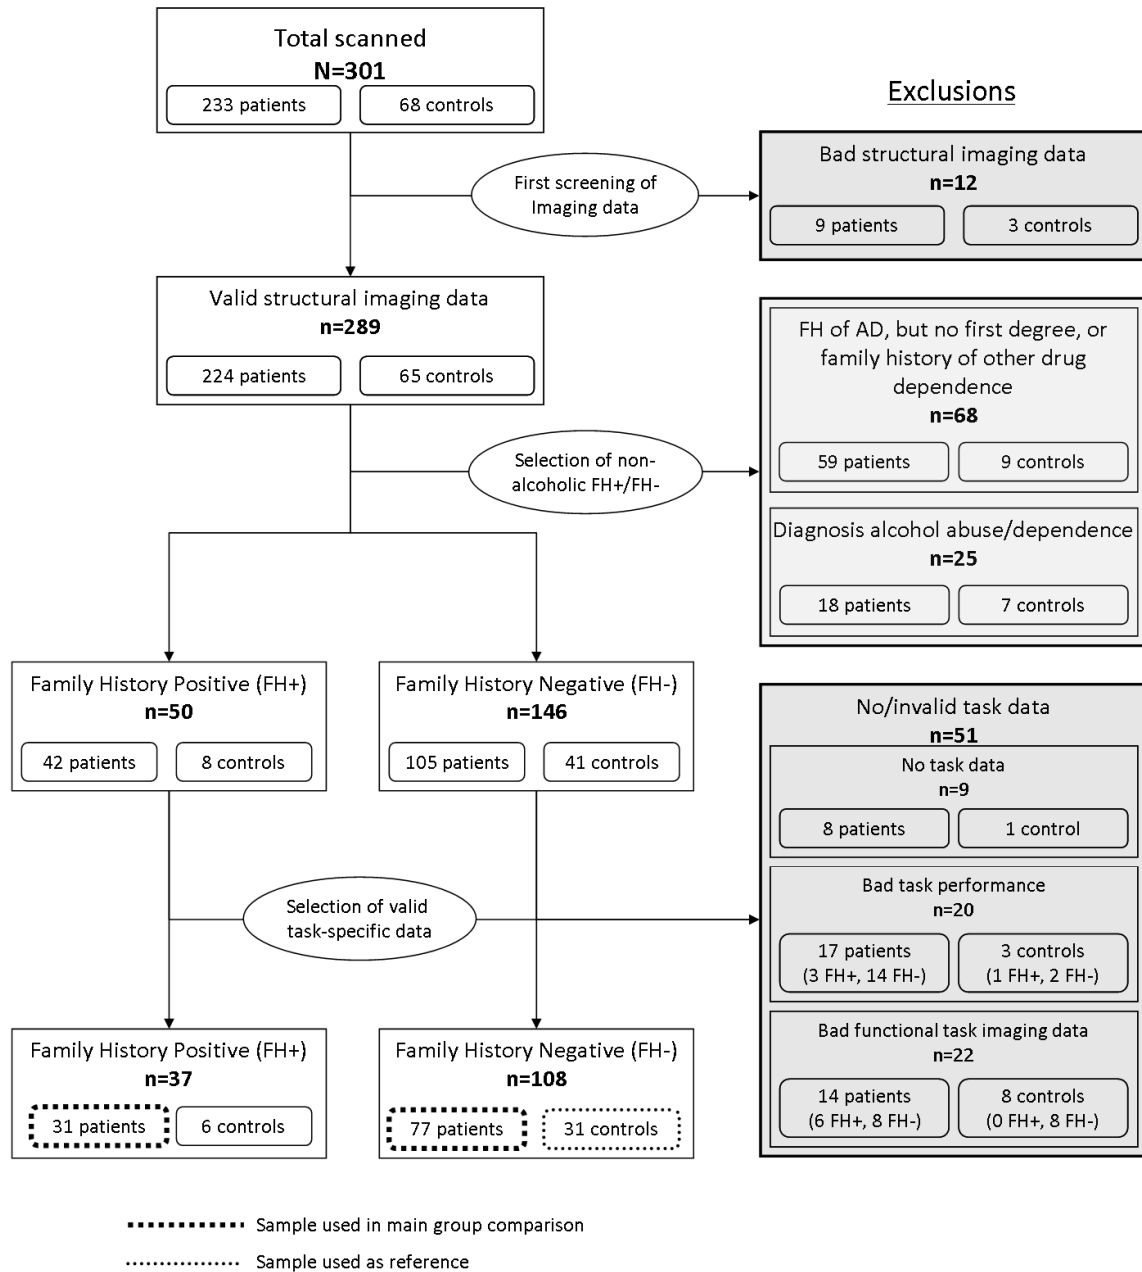 Total scanned
N=301
233 patients
68 controls
Exclusions
First screening of
Imaging data
Bad structural imaging data
n=12
9 patients
3 controls
Valid structural imaging data
n=289
224 patients
65 controls
Selection of non-
alcoholic FH+/FH-
FH of AD, but no first degree, or
family history of other drug
dependence
n=68
59 patients
9 controls
Diagnosis alcohol abuse/dependence
n=25
18 patients
7 controls
Family History Positive (FH+)
n=50
42 patients
8 controls
Family History Negative (FH-)
n=146
105 patients
41 controls
Selection of valid
task-specific data
No/invalid task data
n=51
No task data
n=9
8 patients
1 control
Bad task performance
n=20
17 patients
(3 FH+, 14 FH-)
3 controls
(1 FH+, 2 FH-)
Bad functional task imaging data
n=22
14 patients
(6 FH+, 8 FH-)
8 controls
(0 FH+, 8 FH-)
Family History Positive (FH+)
n=37
31 patients
6 controls
Family History Negative (FH-)
n=108
77 patients
31 controls
Sample used in main group comparison
Sample used as reference